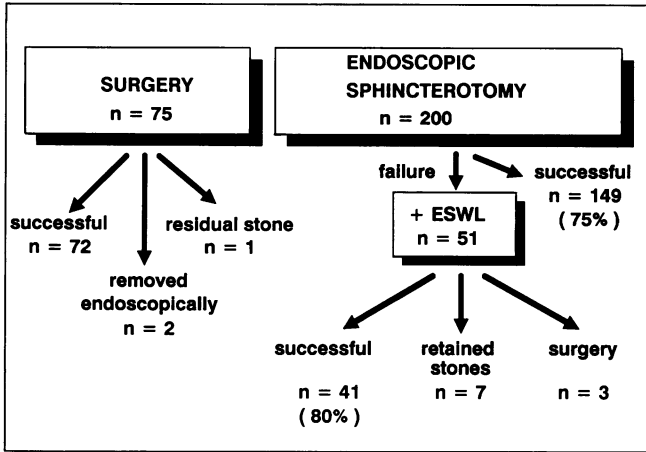 SURGERY
n = 75
successful
n = 72
removed
endoscopically
n = 2
residual stone
n = 1
ENDOSCOPIC
SPHINCTEROTOMY
n = 200
failure
successful
n = 149
( 75% )
+ ESWL
n = 51
successful
n = 41
( 80% )
retained
stones
n = 7
surgery
n = 3